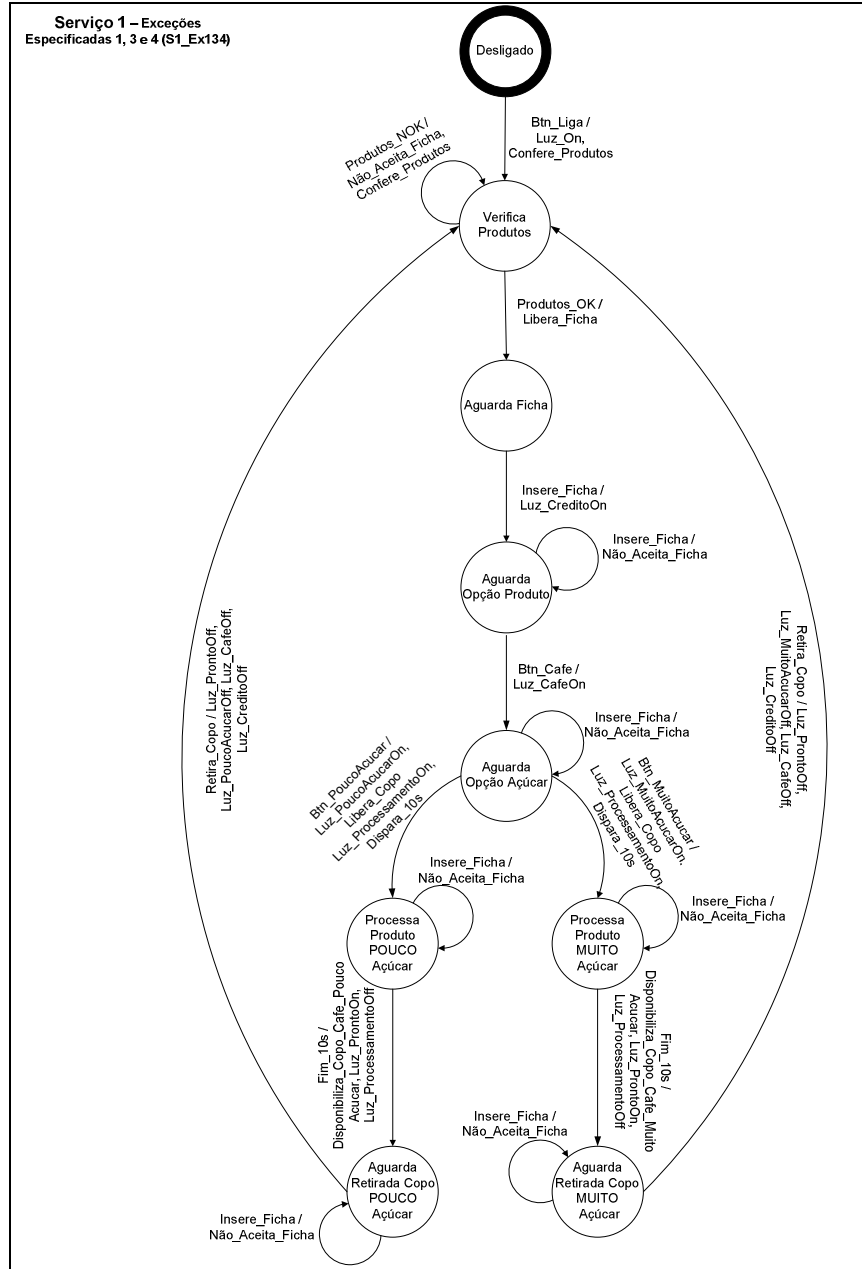 Serviço 1 – Exceções
Especificadas 1, 3 e 4 (S1_Ex134)
Desligado
Btn_Liga /
Luz_On,
Confere_Produtos
Produtos_NOK /
Não_Aceita_Ficha,
Confere_Produtos
Verifica
Produtos
Produtos_OK /
Libera_Ficha
Aguarda Ficha
Insere_Ficha /
Luz_CreditoOn
Insere_Ficha /
Não_Aceita_Ficha
Aguarda
Opção Produto
Retira_Copo / Luz_ProntoOff,
Luz_PoucoAcucarOff, Luz_CafeOff,
Luz_CreditoOff
Retira_Copo / Luz_ProntoOff,
Luz_MuitoAcucarOff, Luz_CafeOff,
Luz_CreditoOff
Btn_Cafe /
Luz_CafeOn
Insere_Ficha /
Não_Aceita_Ficha
Aguarda
Opção Açúcar
Btn_PoucoAcucar /
Luz_PoucoAcucarOn,
Libera_Copo
Luz_ProcessamentoOn,
Dispara_10s
Btn_MuitoAcucar /
Luz_MuitoAcucarOn,
Libera_Copo
Luz_ProcessamentoOn,
Dispara_10s
Insere_Ficha /
Não_Aceita_Ficha
Insere_Ficha /
Não_Aceita_Ficha
Processa
Produto
POUCO
Açúcar
Processa
Produto
MUITO
Açúcar
Fim_10s /
Disponibiliza_Copo_Cafe_Pouco
Acucar, Luz_ProntoOn,
Luz_ProcessamentoOff
Fim_10s /
Disponibiliza_Copo_Cafe_Muito
Acucar, Luz_ProntoOn,
Luz_ProcessamentoOff
Insere_Ficha /
Não_Aceita_Ficha
Aguarda
Retirada Copo
POUCO
Açúcar
Aguarda
Retirada Copo
MUITO
Açúcar
Insere_Ficha /
Não_Aceita_Ficha